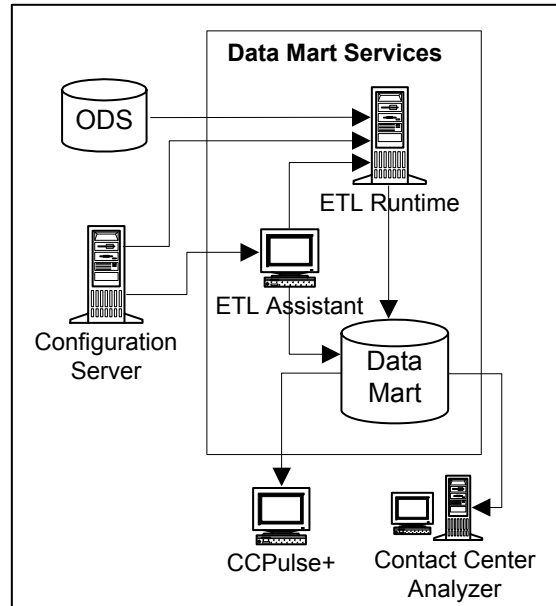 Data Mart Services
ODS
ETL Runtime
ETL Assistant
Configuration
Server
Data
Mart
CCPulse+
Contact Center
Analyzer